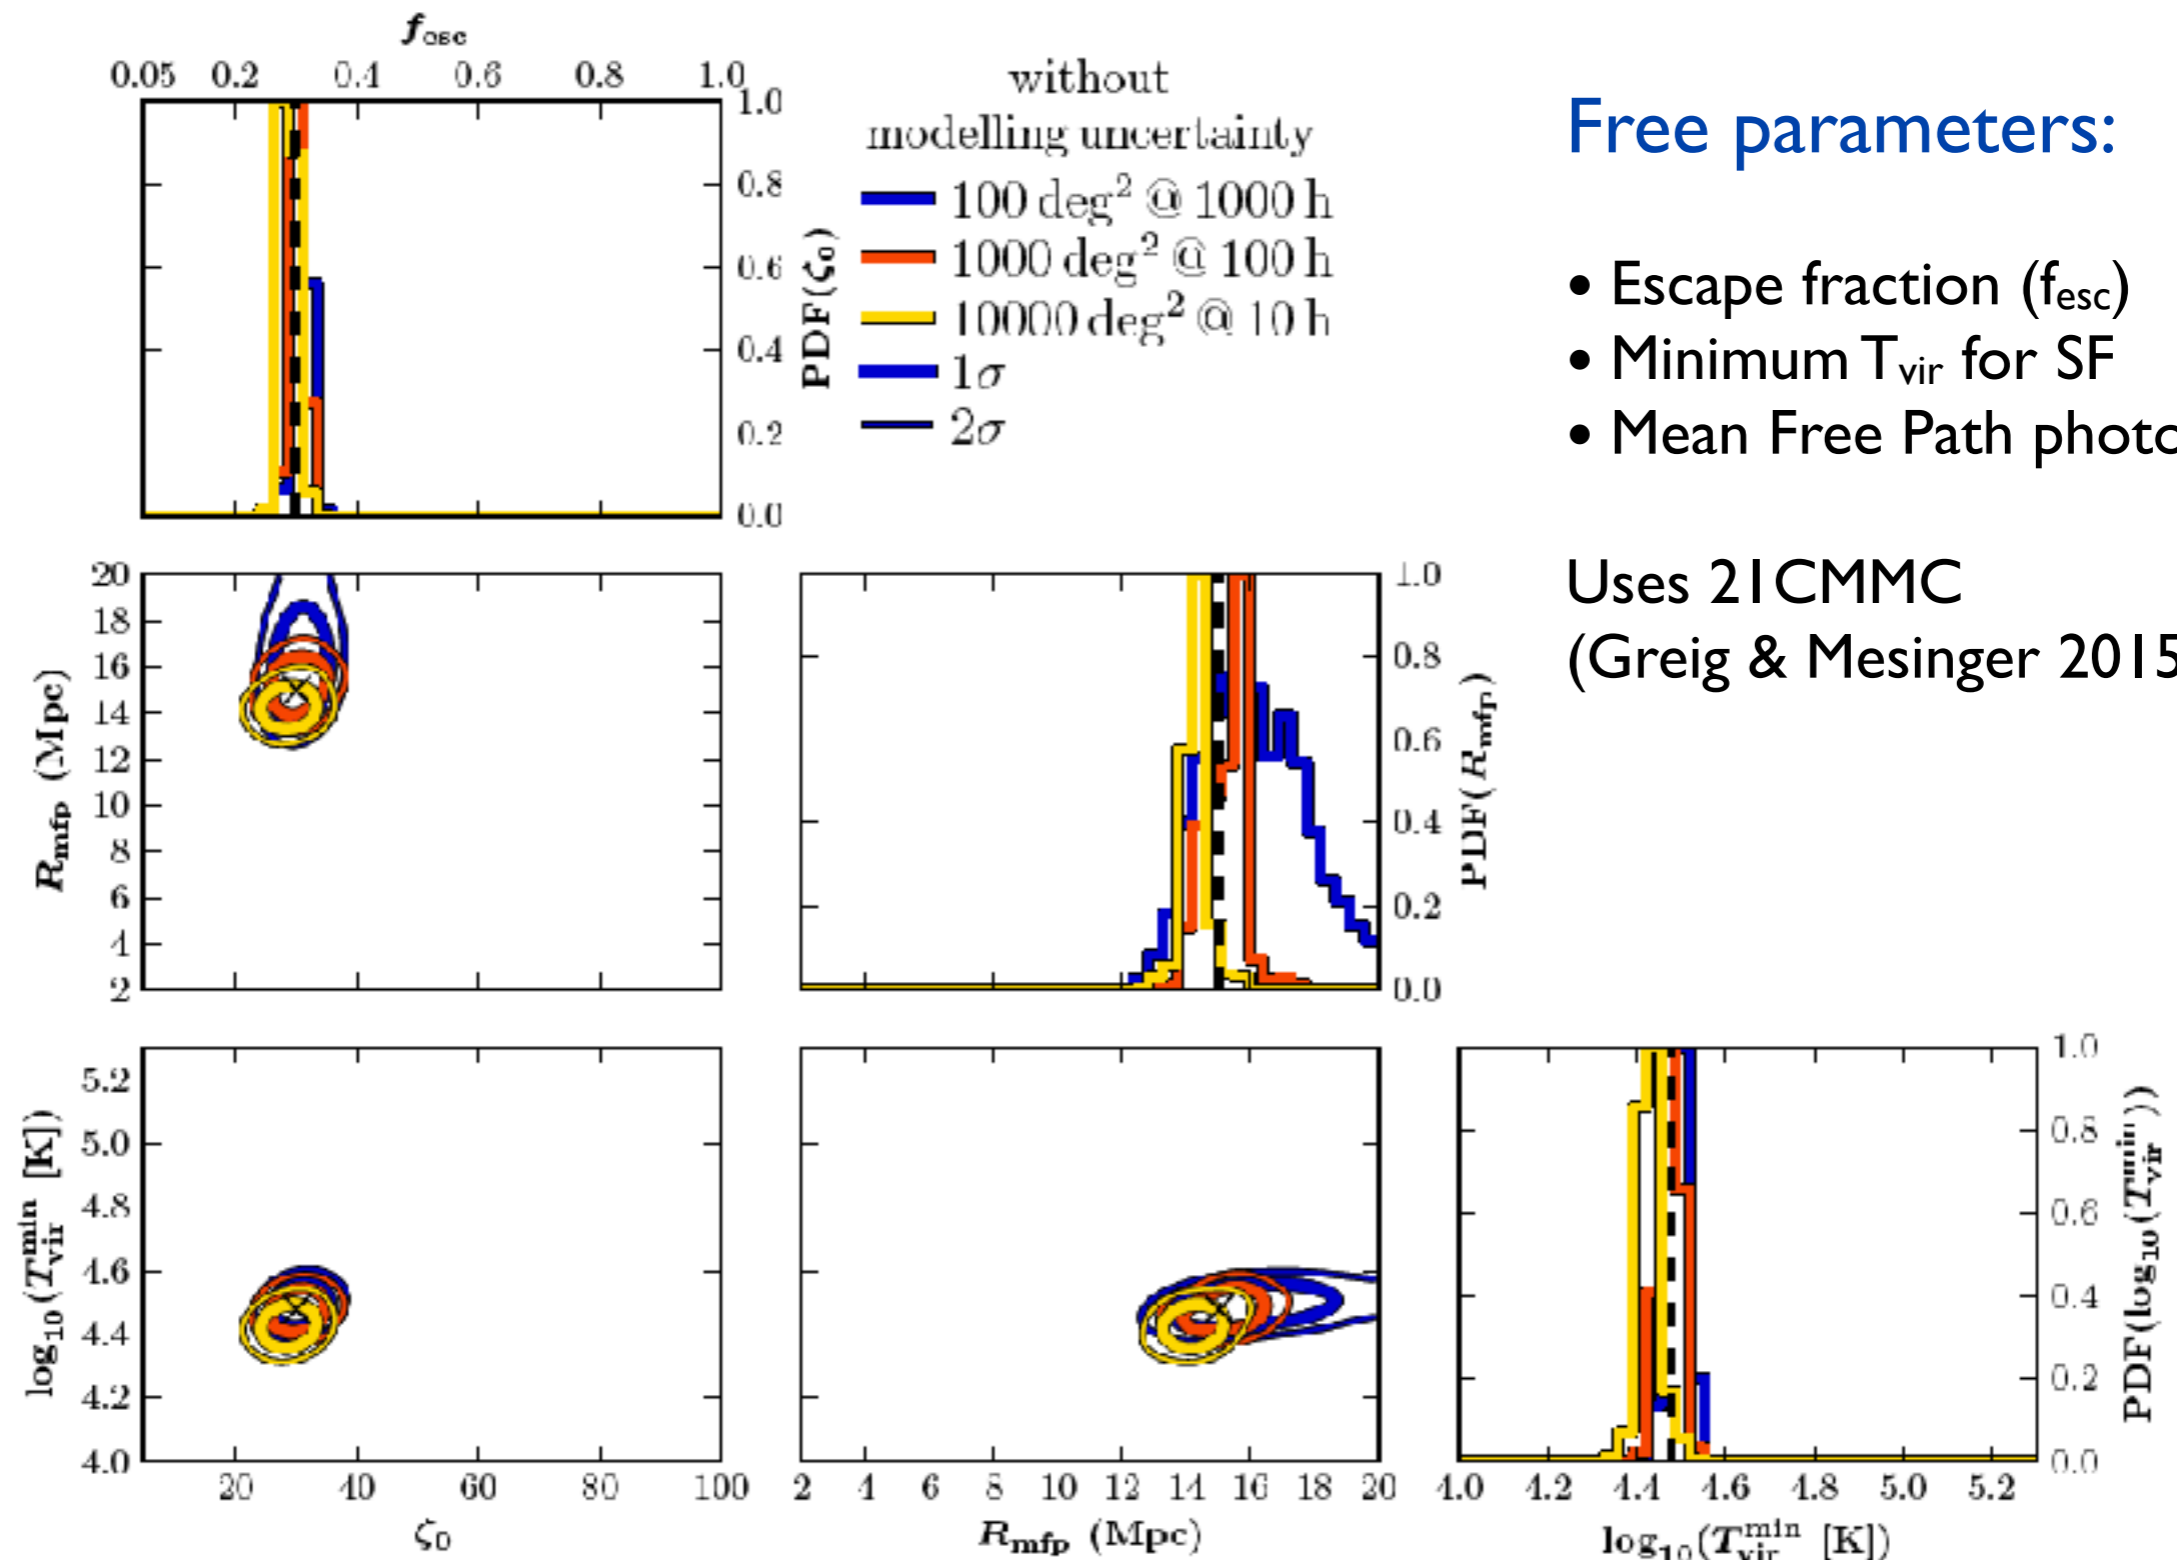 f_esc
0.05 0.2 0.4 0.6 0.8 1.0
1.0
0.8
0.6
0.4
0.2
0.0
PDF(ζ₀)
without
modelling uncertainty
100 deg² @ 1000 h
1000 deg² @ 100 h
10000 deg² @ 10 h
1σ
2σ
Free parameters:
• Escape fraction (f_esc)
• Minimum T_vir for SF
• Mean Free Path
Uses 21CMMC
(Greig & Mesinger 2015
20
18
16
14
12
10
8
6
4
2
R_mfp (Mpc)
1.0
0.8
0.6
0.4
0.2
0.0
PDF(R_mfp)
5.2
5.0
4.8
4.6
4.4
4.2
4.0
log₁₀(T_vir^min [K])
20 40 60 80 100
ζ₀
2 4 6 8 10 12 14 16 18 20
R_mfp (Mpc)
4.0 4.2 4.4 4.6 4.8 5.0 5.2
log₁₀(T_vir^min [K])
1.0
0.8
0.6
0.4
0.2
0.0
PDF(log₁₀(T_vir^min))